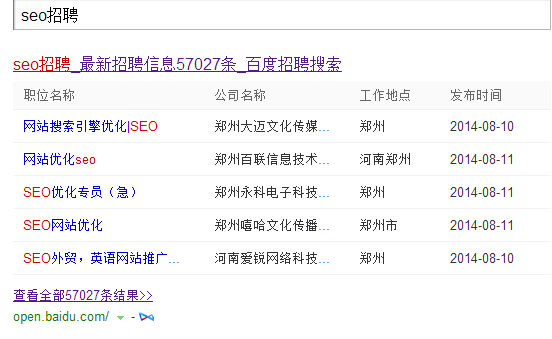 seo招聘
seo招聘_最新招聘信息57027条_百度招聘搜索
职位名称 公司名称 工作地点 发布时间
网站搜索引擎优化|SEO 郑州大迈文化传媒... 郑州 2014-08-10
网站优化seo 郑州百联信息技术... 河南郑州 2014-08-11
SEO优化专员（急） 郑州永科电子科技... 郑州 2014-08-11
SEO网站优化 郑州嘻哈文化传播... 郑州市 2014-08-11
SEO外贸，英语网站推广... 河南爱锐网络科技... 郑州 2014-08-10
查看全部57027条结果>>
open.baidu.com/ -